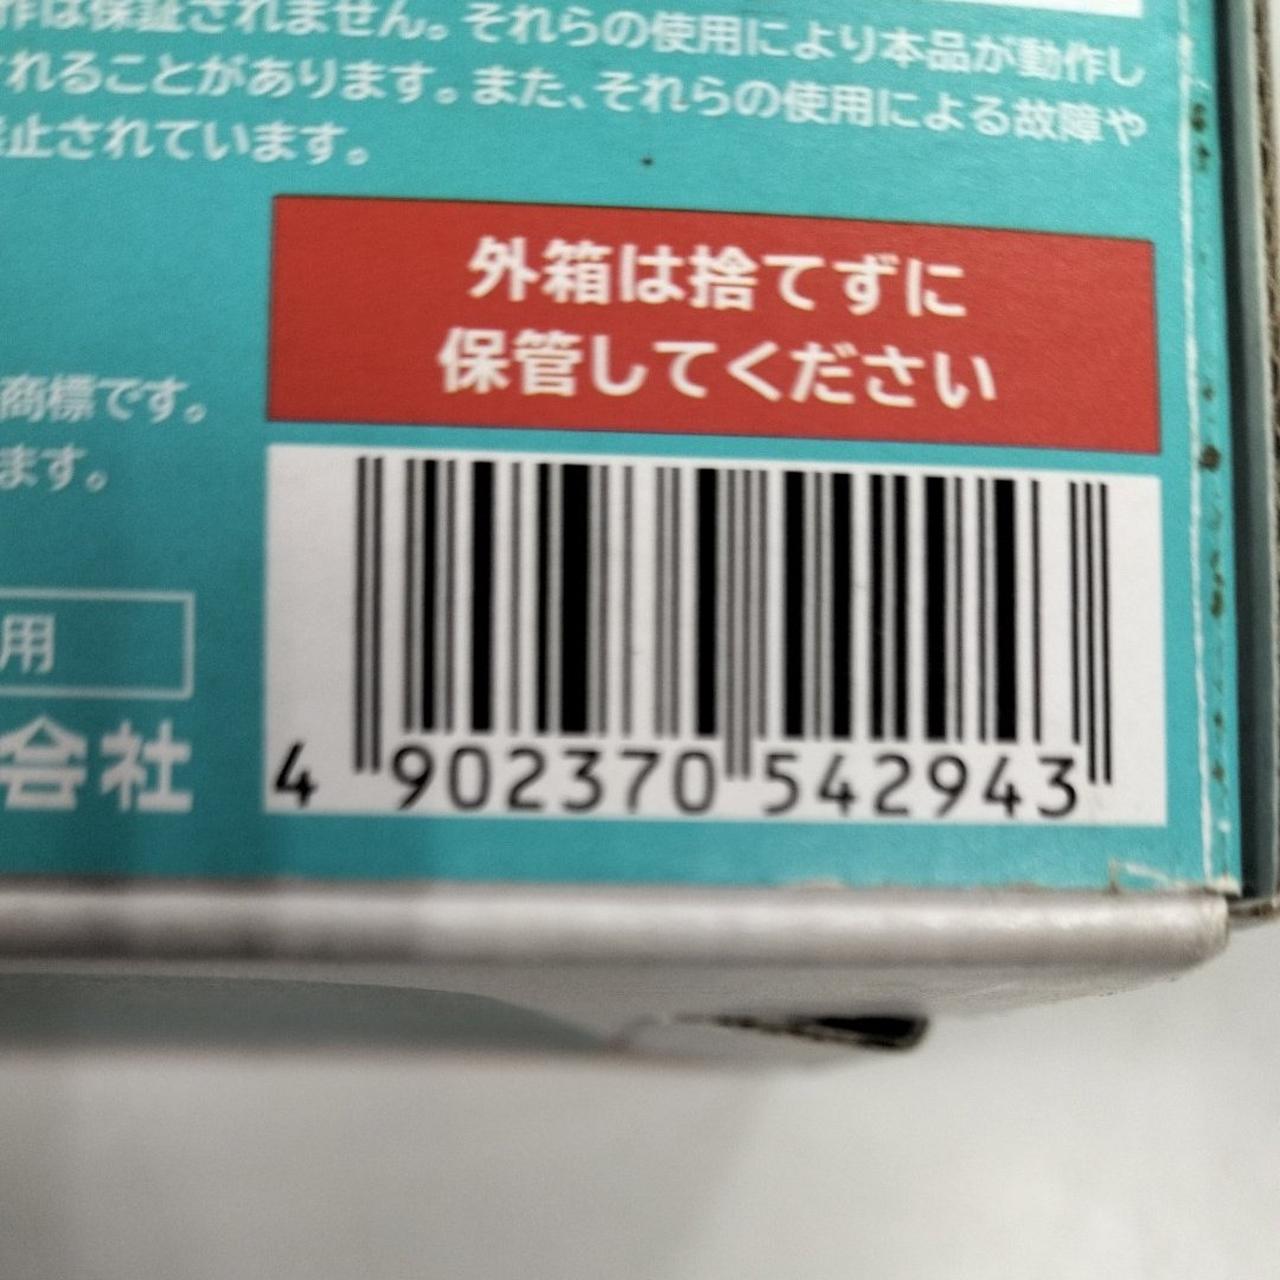 作は保証されません。それらの使用により本品が動作し
れることがあります。また、それらの使用による故障や
止されています。
外箱は捨てずに
保管してください
商標です。
ます。
用
会社
4 902370 542943